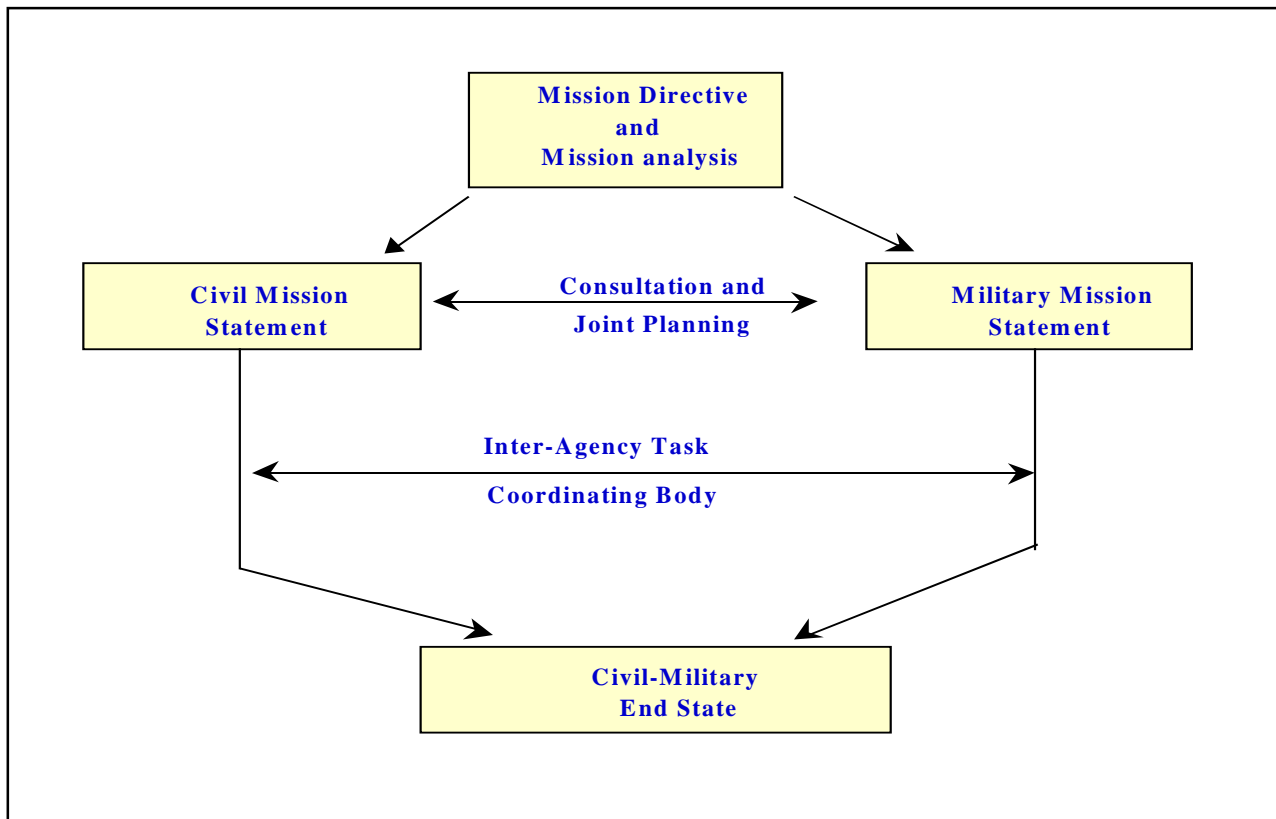 Mission Directive
and
Mission analysis
Civil Mission
Statement
Consultation and
Joint Planning
Military Mission
Statement
Inter-Agency Task
Coordinating Body
Civil-Military
End State